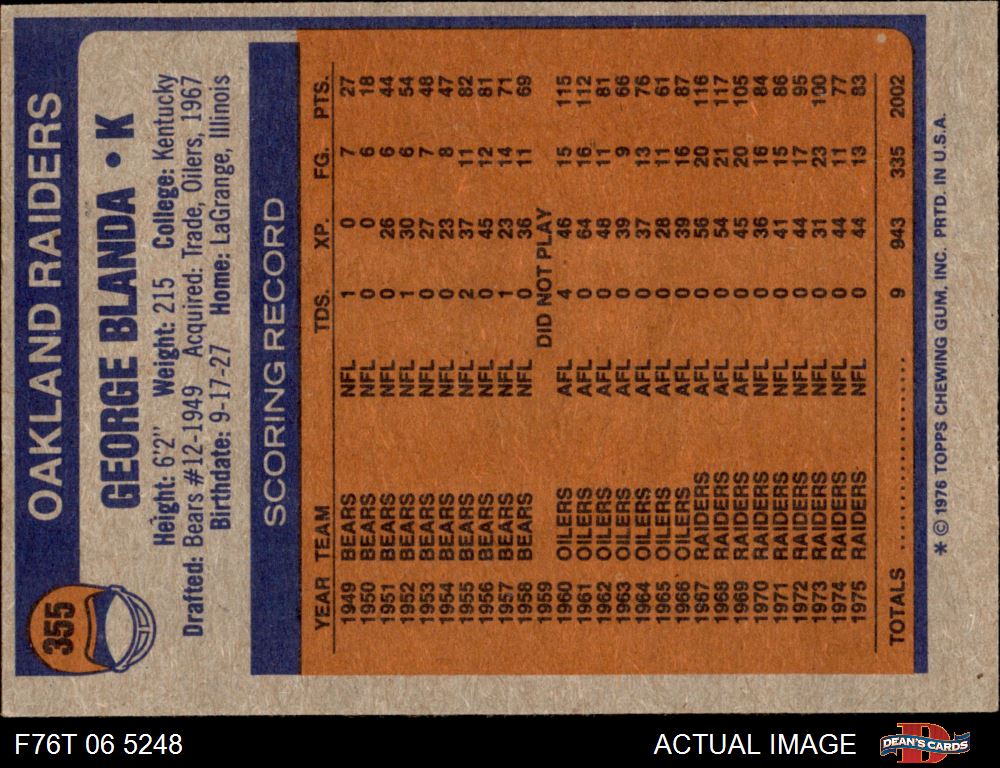 355
OAKLAND RAIDERS
GEORGE BLANDA • K
Height: 6'2" Weight: 215 College: Kentucky
Drafted: Bears #12-1949 Acquired: Trade, Oilers, 1967
Birthdate: 9-17-27 Home: LaGrange, Illinois
SCORING RECORD
YEAR TEAM TDS. XP. FG. PTS.
1949 BEARS NFL 1 0 7 27
1950 BEARS NFL 0 0 6 18
1951 BEARS NFL 0 26 6 44
1952 BEARS NFL 1 30 6 54
1953 BEARS NFL 0 27 7 48
1954 BEARS NFL 0 23 8 47
1955 BEARS NFL 2 37 11 82
1956 BEARS NFL 0 45 12 81
1957 BEARS NFL 1 23 14 71
1958 BEARS NFL 0 36 11 69
1959 DID NOT PLAY
1960 OILERS AFL 4 46 15 115
1961 OILERS AFL 0 64 16 112
1962 OILERS AFL 0 48 11 81
1963 OILERS AFL 0 39 9 66
1964 OILERS AFL 0 37 13 76
1965 OILERS AFL 0 28 11 61
1966 OILERS AFL 0 39 16 87
1967 RAIDERS AFL 0 56 20 116
1968 RAIDERS AFL 0 54 21 117
1969 RAIDERS AFL 0 45 20 105
1970 RAIDERS NFL 0 36 16 84
1971 RAIDERS NFL 0 41 15 86
1972 RAIDERS NFL 0 44 17 95
1973 RAIDERS NFL 0 31 23 100
1974 RAIDERS NFL 0 44 11 77
1975 RAIDERS NFL 0 44 13 83
TOTALS .................... 9 943 335 2002
* © 1976 TOPPS CHEWING GUM, INC. PRTD. IN U.S.A.
F76T 06 5248
ACTUAL IMAGE
DEAN'S CARDS